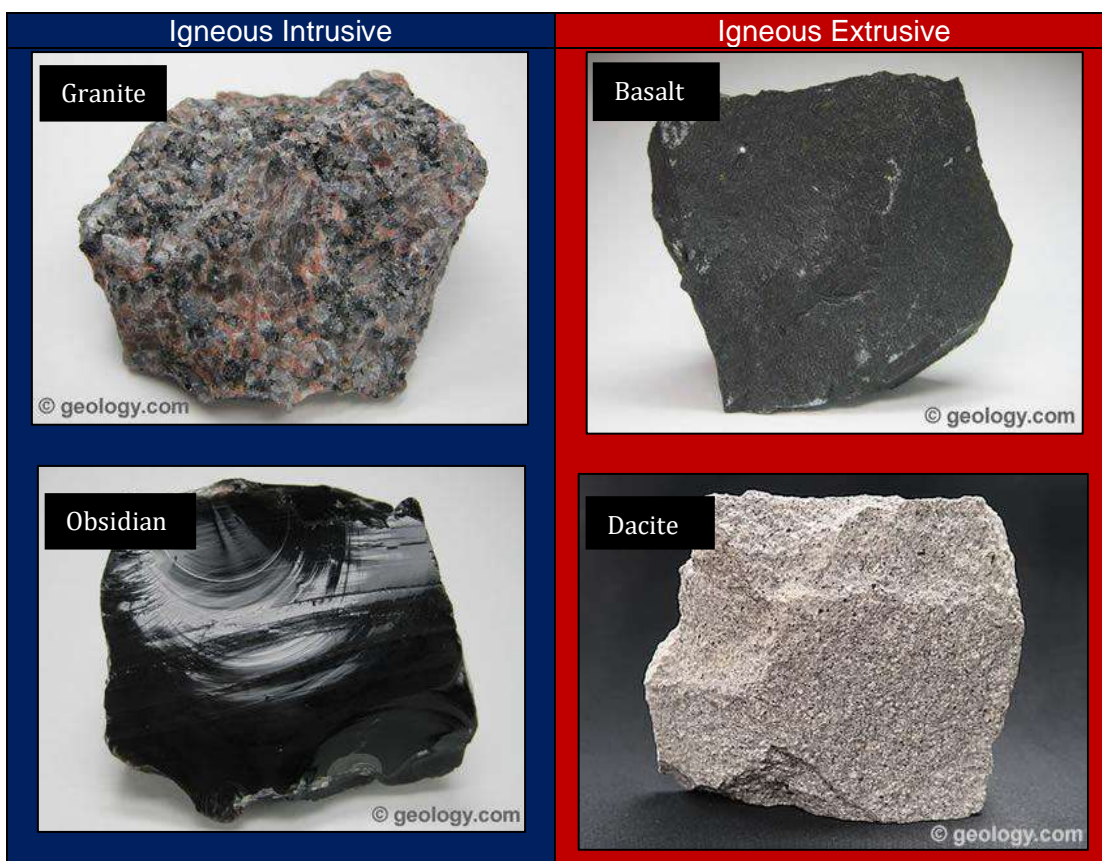 Igneous Intrusive
Igneous Extrusive
Granite
© geology.com
Basalt
© geology.com
Obsidian
© geology.com
Dacite
© geology.com